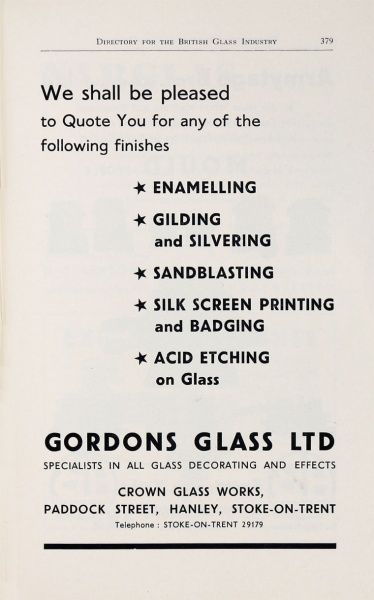 Directory for the British Glass Industry 379
We shall be pleased
to Quote You for any of the
following finishes
★ ENAMELLING
★ GILDING
and SILVERING
★ SANDBLASTING
★ SILK SCREEN PRINTING
and BADGING
★ ACID ETCHING
on Glass
GORDONS GLASS LTD
SPECIALISTS IN ALL GLASS DECORATING AND EFFECTS
CROWN GLASS WORKS,
PADDOCK STREET, HANLEY, STOKE-ON-TRENT
Telephone : STOKE-ON-TRENT 29179